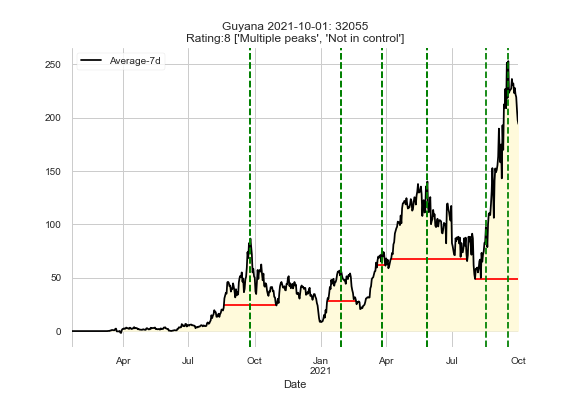 Guyana 2021-10-01: 32055
Rating:8 ['Multiple peaks', 'Not in control']
Average-7d
250
200
150
100
50
0
Apr Jul Oct Jan Apr Jul Oct
2021
Date